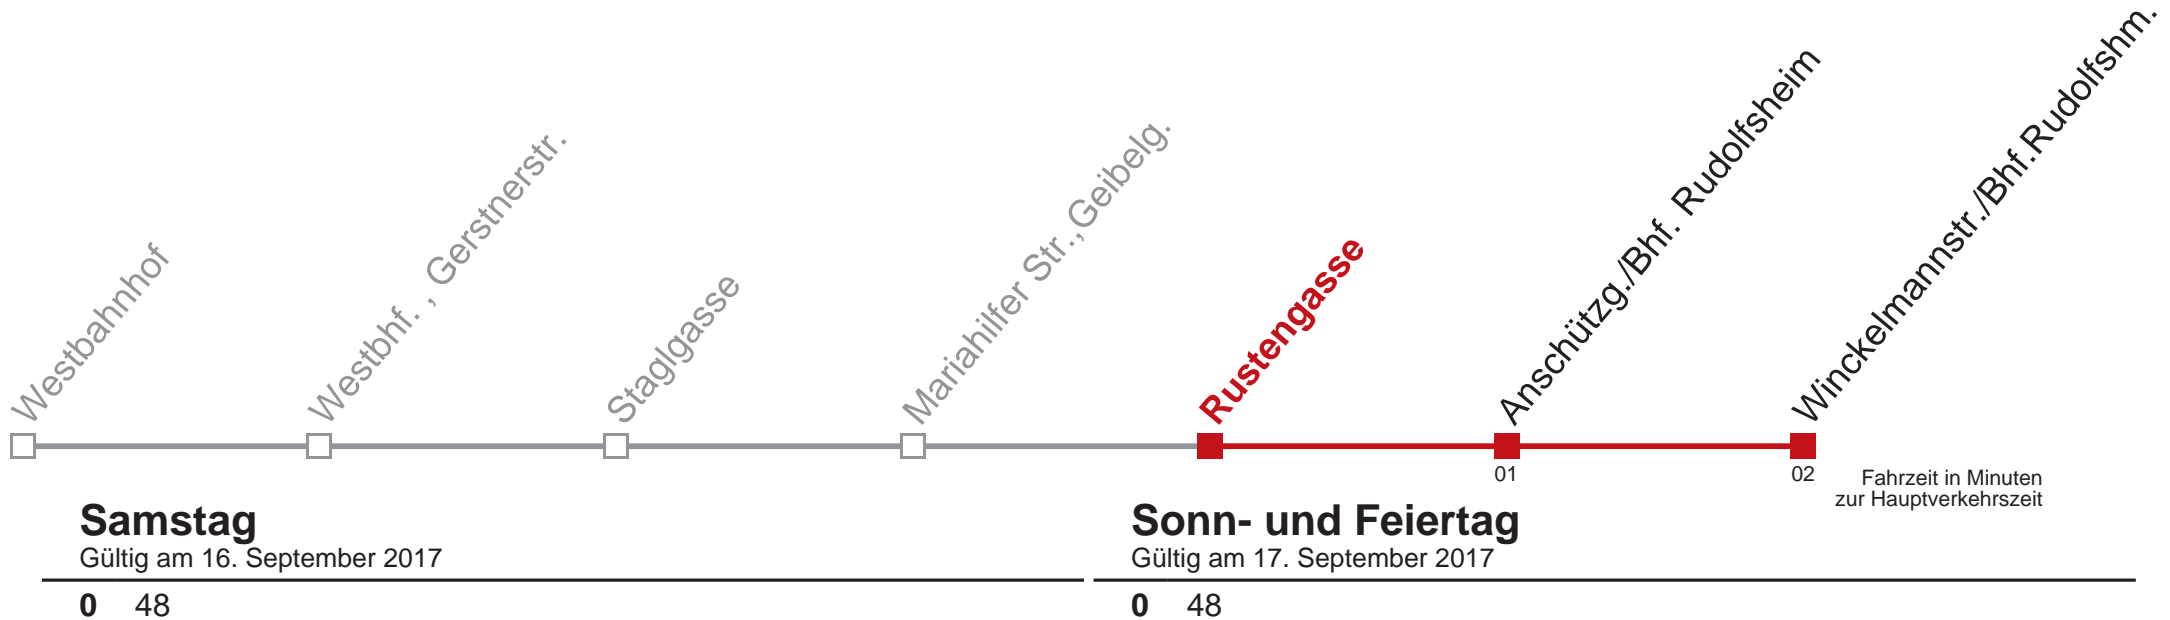 Westbahnhof
Westbhf. , Gerstnerstr.
Staglgasse
Mariahilfer Str.,Geibelg.
Rustengasse
Anschützg./Bhf. Rudolfsheim
Winckelmannstr./Bhf.Rudolfshm.
01
02
Fahrzeit in Minuten
zur Hauptverkehrszeit
Samstag
Gültig am 16. September 2017
0 48
Sonn- und Feiertag
Gültig am 17. September 2017
0 48